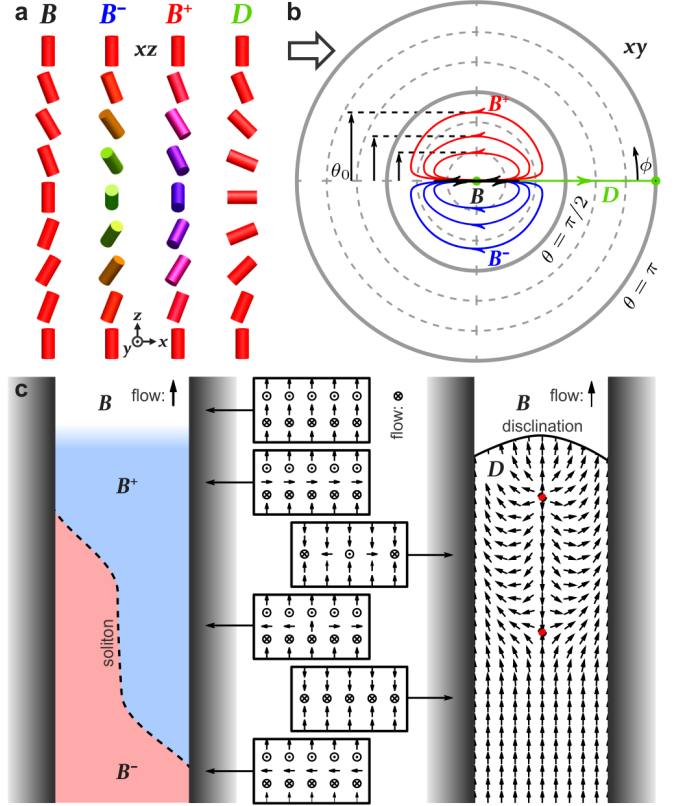 a B B⁻ B⁺ D
xz
z
y x
b
xy
B⁺
θ₀
ϕ
B
D
B⁻
θ = π/2
θ = π
c
B flow:
B⁺
soliton
B⁻
flow:
B flow:
disclination
D